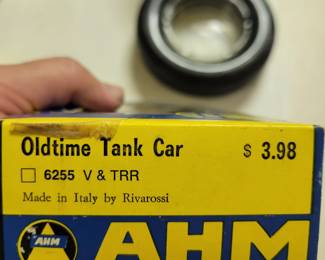 Oldtime Tank Car $ 3.98
6255 V & TRR
Made in Italy by Rivarossi
AHM AHM